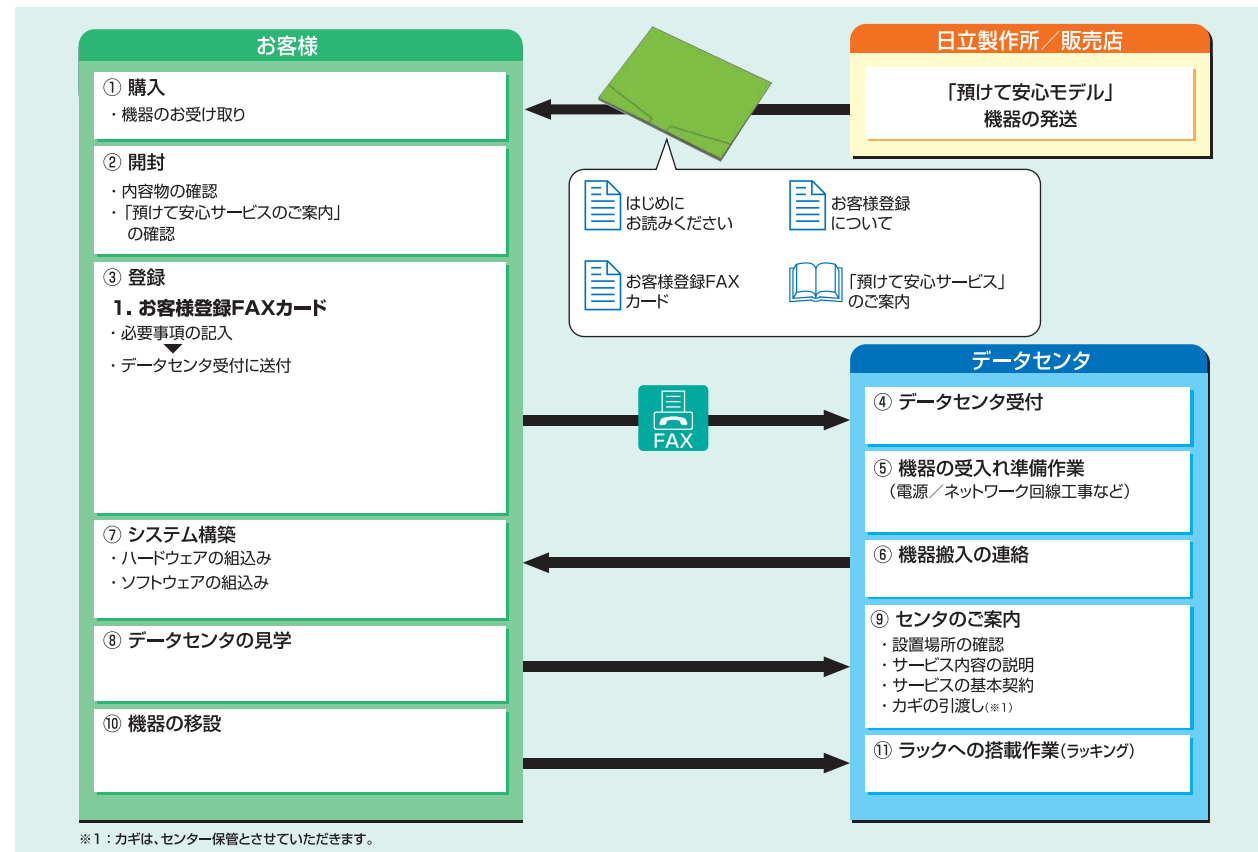 お客様
① 購入
・機器のお受け取り
② 開封
・内容物の確認
・「預けて安心サービスのご案内」
の確認
③ 登録
1. お客様登録FAXカード
・必要事項の記入
・データセンタ受付に送付
⑦ システム構築
・ハードウェアの組込み
・ソフトウェアの組込み
⑧ データセンタの見学
⑩ 機器の移設
日立製作所／販売店
「預けて安心モデル」
機器の発送
はじめに
お読みください
お客様登録
について
お客様登録FAX
カード
「預けて安心サービス」
のご案内
FAX
データセンタ
④ データセンタ受付
⑤ 機器の受入れ準備作業
（電源／ネットワーク回線工事など）
⑥ 機器搬入の連絡
⑨ センタのご案内
・設置場所の確認
・サービス内容の説明
・サービスの基本契約
・カギの引渡し(※1)
⑪ ラックへの搭載作業(ラッキング)
※1：カギは、センター保管とさせていただきます。